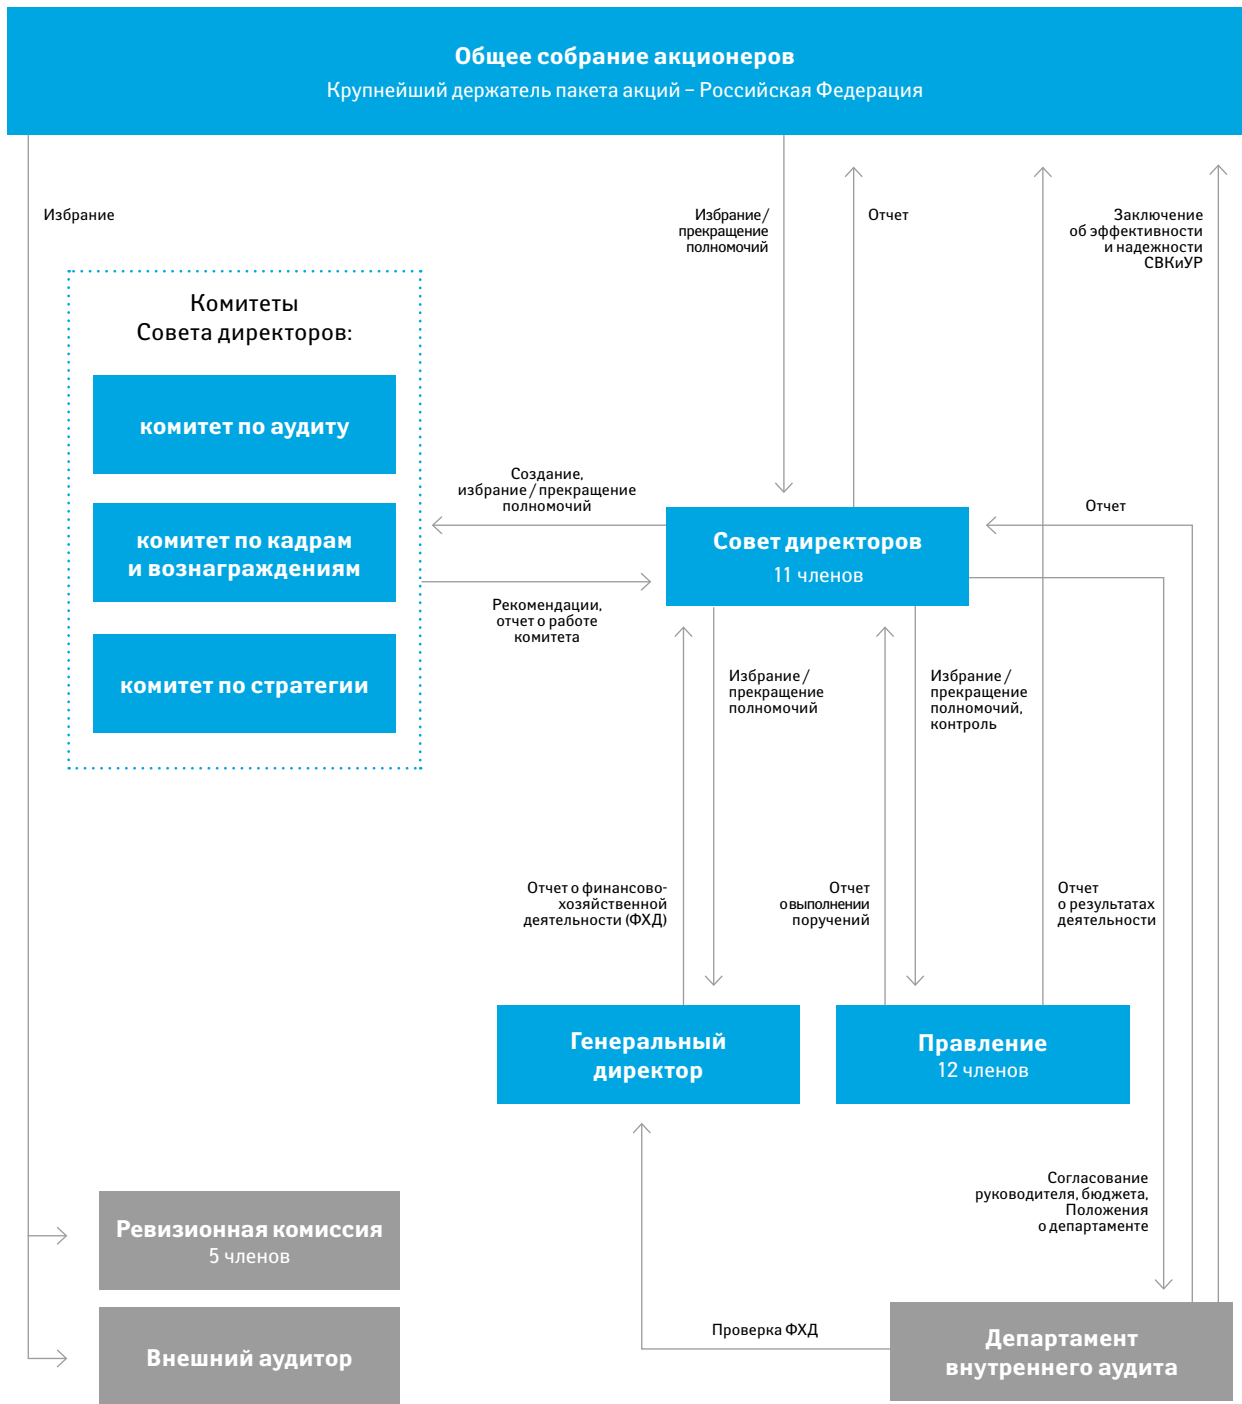 Общее собрание акционеров
Крупнейший держатель пакета акций – Российская Федерация
Избрание
Избрание/
прекращение
полномочий
Отчет
Заключение
об эффективности
и надежности
СВКиУР
Комитеты
Совета директоров:
комитет по аудиту
комитет по кадрам
и вознаграждениям
комитет по стратегии
Создание,
избрание / прекращение
полномочий
Рекомендации,
отчет о работе
комитета
Совет директоров
11 членов
Отчет
Избрание /
прекращение
полномочий
Избрание /
прекращение
полномочий,
контроль
Отчет о финансово-
хозяйственной
деятельности (ФХД)
Отчет
о выполнении
поручений
Отчет
о результатах
деятельности
Генеральный
директор
Правление
12 членов
Согласование
руководителя, бюджета,
Положения
о департаменте
Ревизионная комиссия
5 членов
Внешний аудитор
Проверка ФХД
Департамент
внутреннего аудита